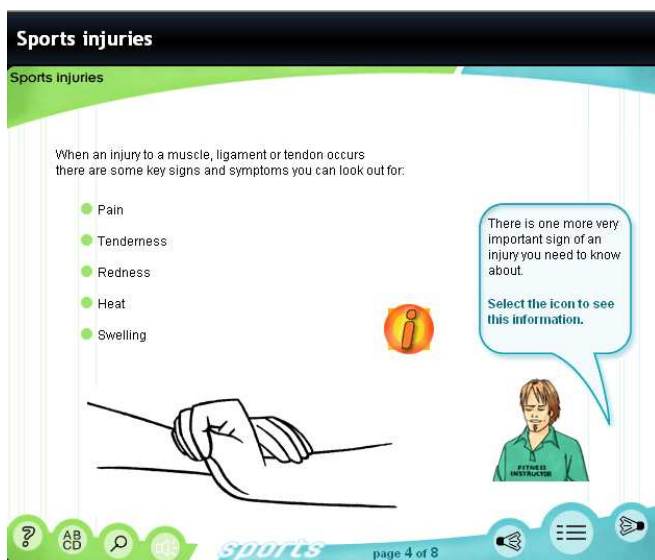 Sports injuries
Sports injuries
When an injury to a muscle, ligament or tendon occurs
there are some key signs and symptoms you can look out for:
Pain
Tenderness
Redness
Heat
Swelling
There is one more very
important sign of an
injury you need to know
about.
Select the icon to see
this information.
i
FITNESS
INSTRUCTOR
?
AB
CD
sports
page 4 of 8